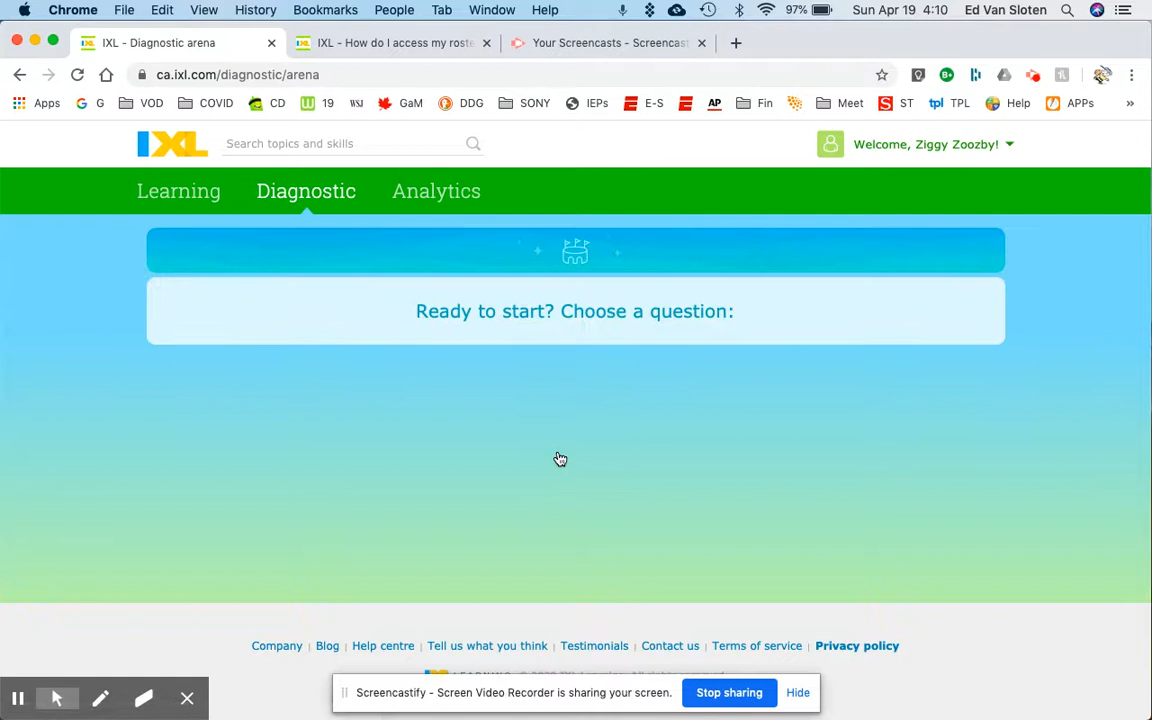 Chrome File Edit View History Bookmarks People Tab Window Help 97% Sun Apr 19 4:10 Ed Van Sloten
IXL - Diagnostic arena
IXL - How do I access my roste
Your Screencasts - Screencast
ca.ixl.com/diagnostic/arena
Apps G VOD COVID CD 19 WSJ GaM DDG SONY IEPs E-S AP Fin Meet ST tpl TPL Help APPs »
IXL Search topics and skills Welcome, Ziggy Zoozby!
Learning Diagnostic Analytics
Ready to start? Choose a question:
Company | Blog | Help centre | Tell us what you think | Testimonials | Contact us | Terms of service | Privacy policy
Screencastify - Screen Video Recorder is sharing your screen. Stop sharing Hide